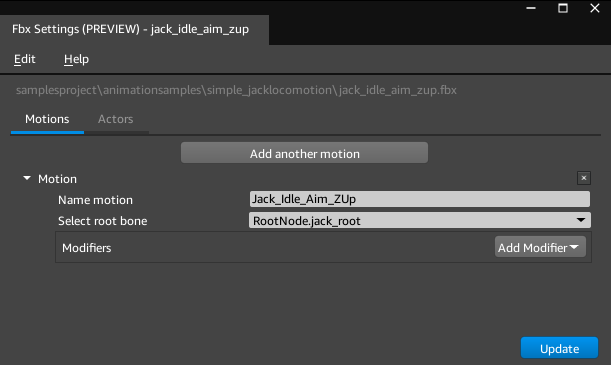 Fbx Settings (PREVIEW) - jack_idle_aim_zup
Edit Help
samplesproject\animationsamples\simple_jacklocomotion\jack_idle_aim_zup.fbx
Motions Actors
Add another motion
Motion
Name motion Jack_Idle_Aim_ZUp
Select root bone RootNode.jack_root
Modifiers Add Modifier
Update